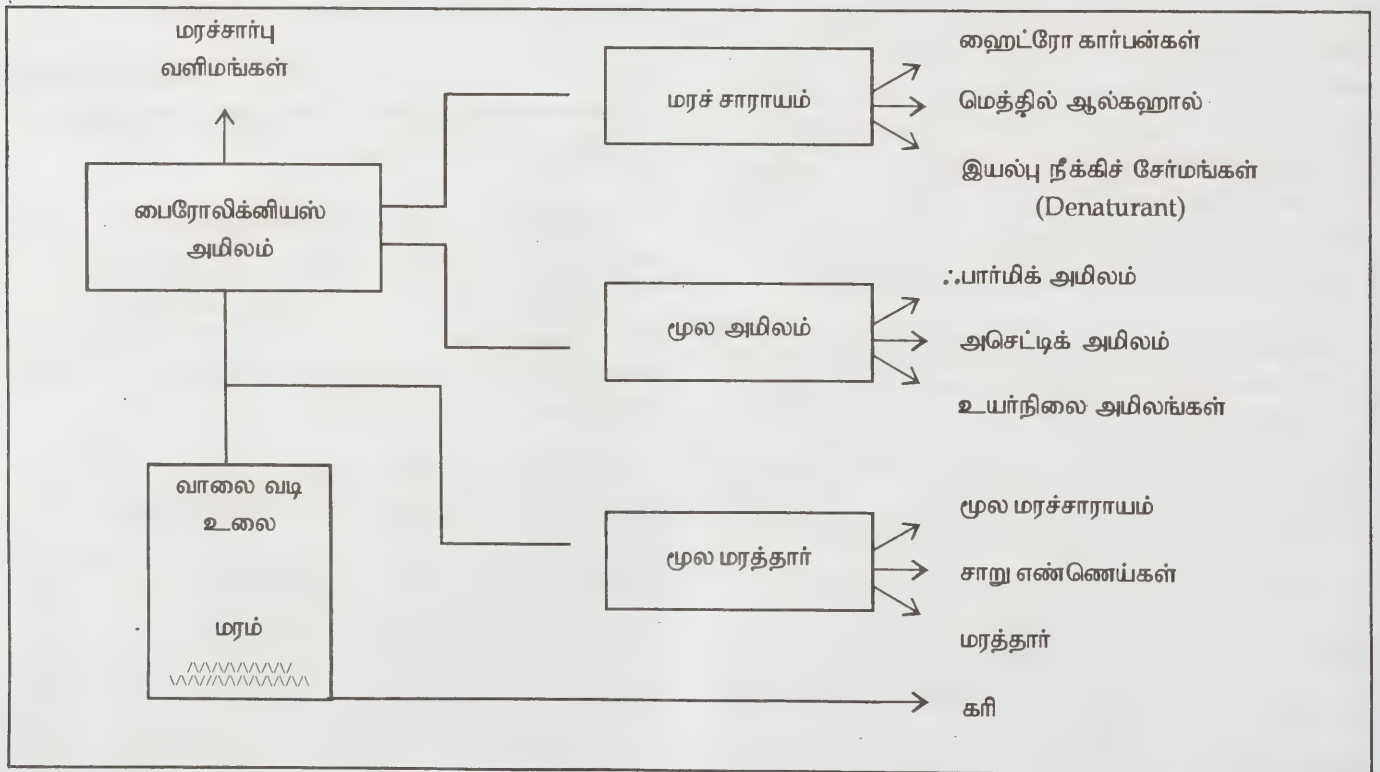 மரச்சார்பு
வளிமங்கள்
பைரோலிக்னியஸ்
அமிலம்
வாலை வடி
உலை
மரம்
மரச் சாராயம்
ஹைட்ரோ கார்பன்கள்
மெத்தில் ஆல்கஹால்
இயல்பு நீக்கிச் சேர்மங்கள்
(Denaturant)
மூல அமிலம்
ஃபார்மிக் அமிலம்
அசெட்டிக் அமிலம்
உயர்நிலை அமிலங்கள்
மூல மரத்தார்
மூல மரச்சாராயம்
சாறு எண்ணெய்கள்
மரத்தார்
கரி